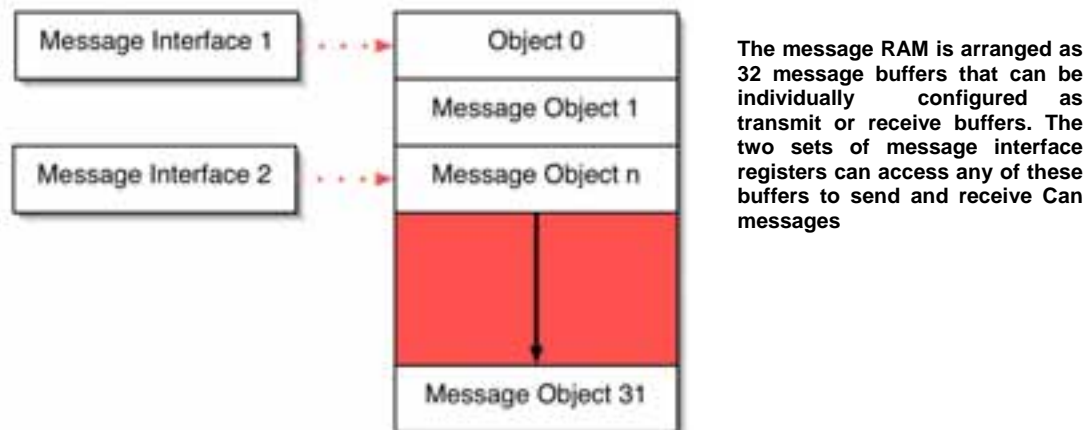 Message Interface 1
Object 0
Message Object 1
Message Interface 2
Message Object n
Message Object 31
The message RAM is arranged as
32 message buffers that can be
individually configured as
transmit or receive buffers. The
two sets of message interface
registers can access any of these
buffers to send and receive Can
messages